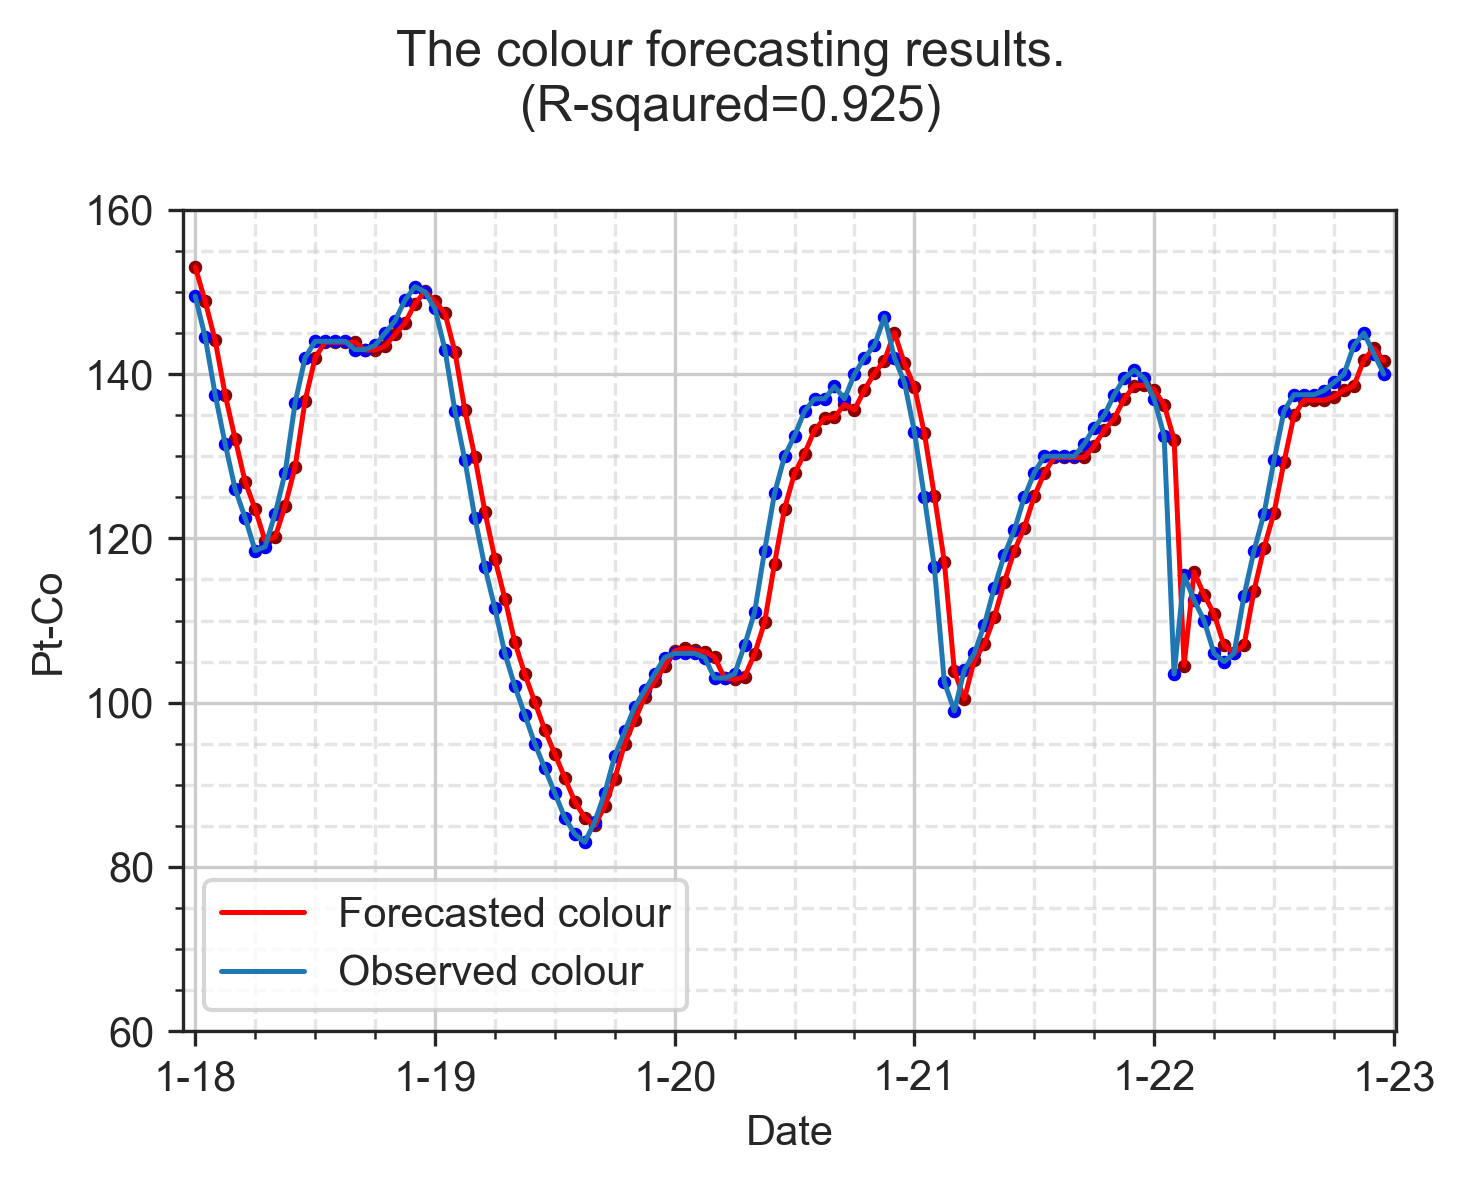 The colour forecasting results.
(R-sqaured=0.925)
160
140
120
100
80
60
Pt-Co
Forecasted colour
Observed colour
1-18 1-19 1-20 1-21 1-22 1-23
Date